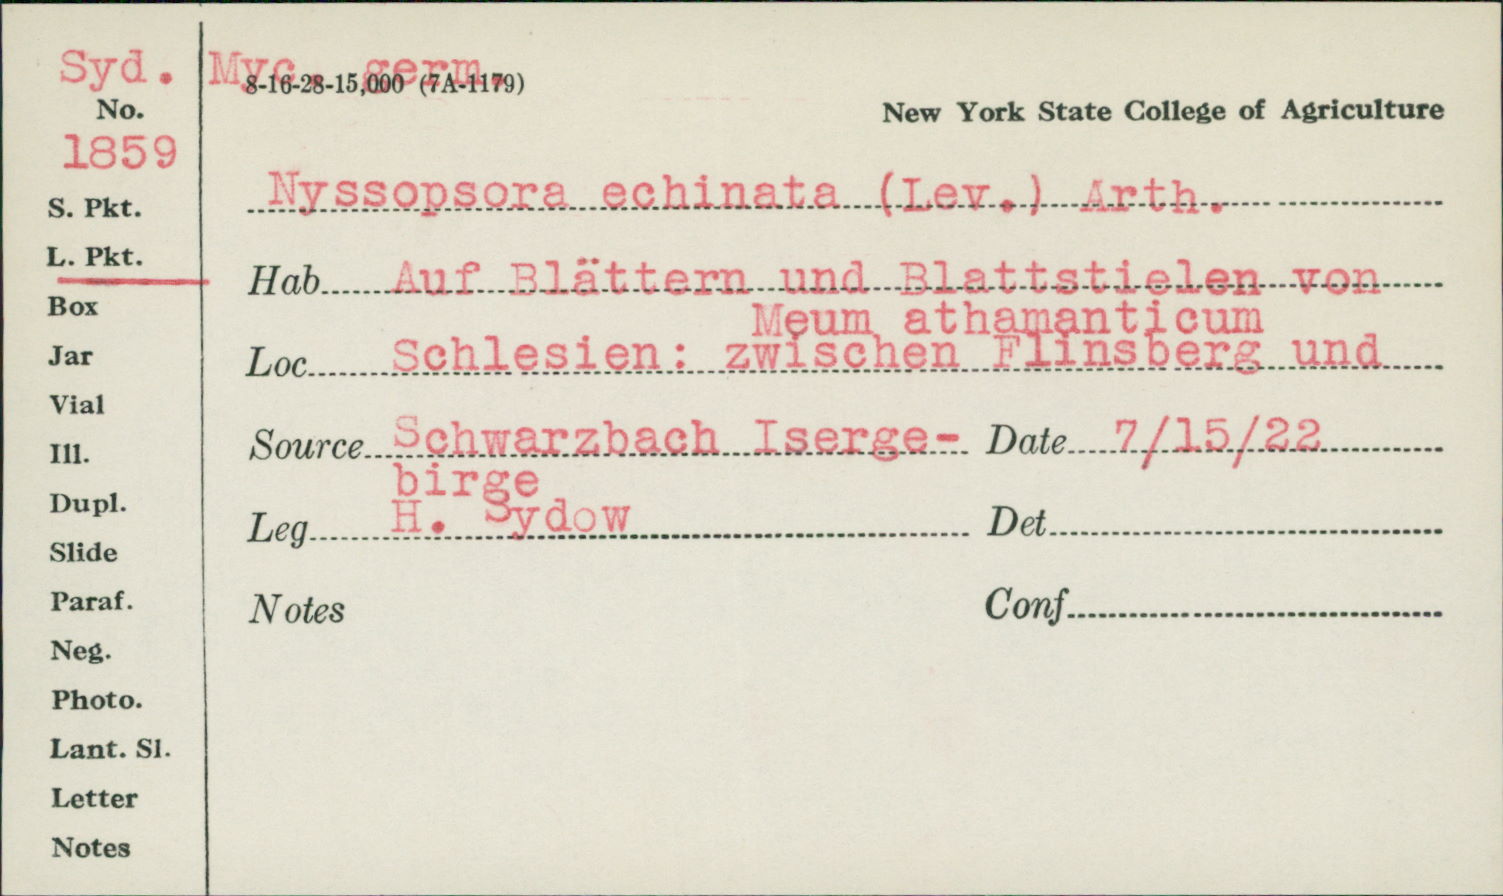 Syd. Myc. germ.
8-16-28-15,000 (7A-1179)
No.
New York State College of Agriculture
1859
Nyssopsora echinata (Lev.) Arth.
S. Pkt.
L. Pkt.
Hab Auf Blättern und Blattstielen von
Meum athamanticum
Box
Jar
Loc Schlesien: zwischen Flinsberg und
Vial
Source Schwarzbach Iserge- Date 7/15/22
birge
Ill.
Dupl.
Leg H. Sydow Det
Slide
Paraf.
Notes Conf
Neg.
Photo.
Lant. Sl.
Letter
Notes